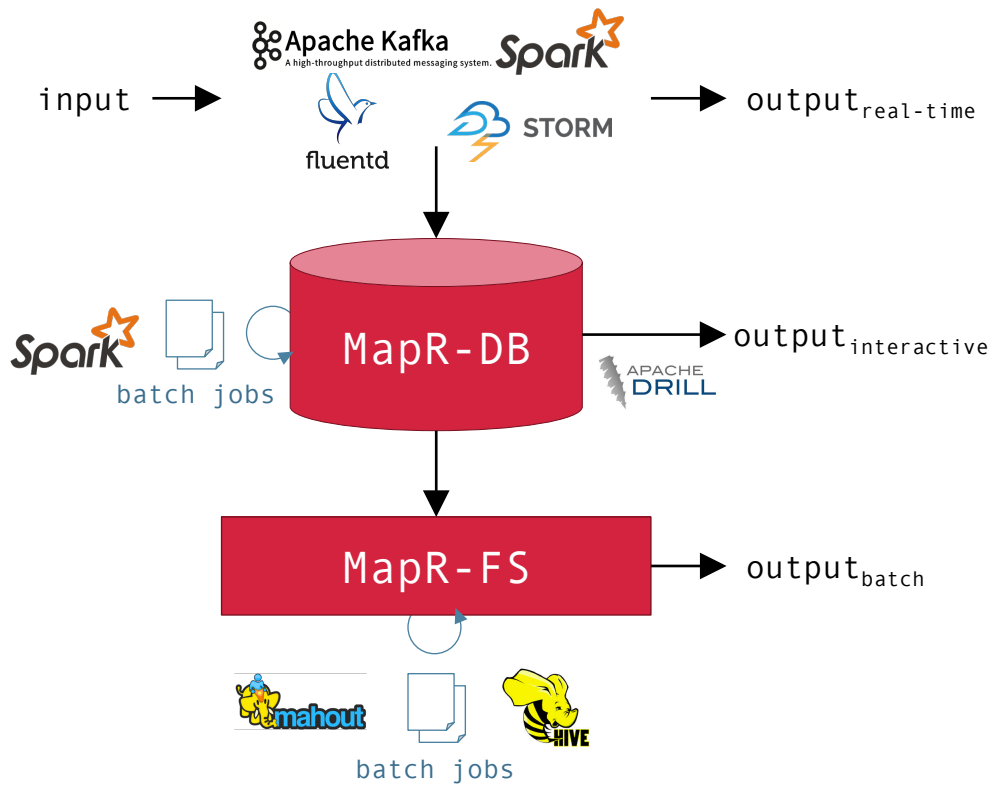 Apache Kafka
A high-throughput distributed messaging system.
Spark
input
output real-time
fluentd
STORM
Spark
batch jobs
MapR-DB
output interactive
APACHE
DRILL
MapR-FS
output batch
mahout
HIVE
batch jobs